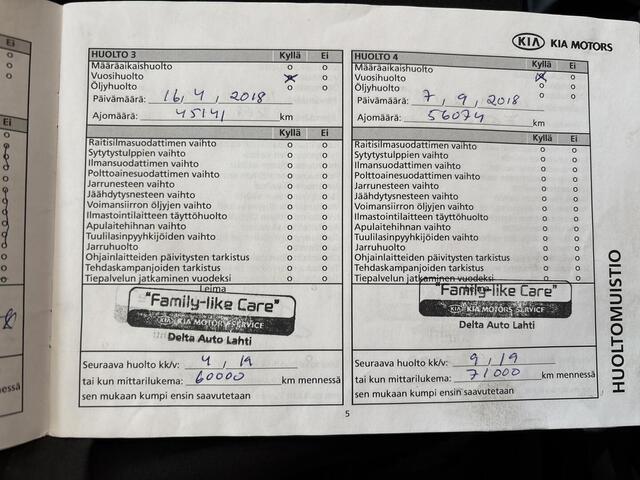 KIA KIA MOTORS
Ei
HUOLTO 3 Kyllä Ei
Määräaikaishuolto
Vuosihuolto
Öljyhuolto
Päivämäärä: 16, 4, 2018
Ajomäärä: 45141 km
Kyllä Ei
Raitisilmasuodattimen vaihto
Sytytystulppien vaihto
Ilmansuodattimen vaihto
Polttoainesuodattimen vaihto
Jarrunesteen vaihto
Jäähdytysnesteen vaihto
Voimansiirron öljyjen vaihto
Ilmastointilaitteen täyttöhuolto
Apulaitehihnan vaihto
Tuulilasinpyyhkijöiden vaihto
Jarruhuolto
Ohjainlaitteiden päivitysten tarkistus
Tehdaskampanjoiden tarkistus
Tiepalvelun jatkaminen vuodeksi
Leima
"Family-like Care"
KIA KIA MOTORS SERVICE
Delta Auto Lahti
Seuraava huolto kk/v: 4, 19
tai kun mittarilukema: 60000 km mennessä
sen mukaan kumpi ensin saavutetaan
HUOLTO 4 Kyllä Ei
Määräaikaishuolto
Vuosihuolto
Öljyhuolto
Päivämäärä: 7, 9, 2018
Ajomäärä: 56074 km
Kyllä Ei
Raitisilmasuodattimen vaihto
Sytytystulppien vaihto
Ilmansuodattimen vaihto
Polttoainesuodattimen vaihto
Jarrunesteen vaihto
Jäähdytysnesteen vaihto
Voimansiirron öljyjen vaihto
Ilmastointilaitteen täyttöhuolto
Apulaitehihnan vaihto
Tuulilasinpyyhkijöiden vaihto
Jarruhuolto
Ohjainlaitteiden päivitysten tarkistus
Tehdaskampanjoiden tarkistus
Tiepalvelun jatkaminen vuodeksi
"Family-like Care"
KIA KIA MOTORS SERVICE
Delta Auto Lahti
Seuraava huolto kk/v: 9, 19
tai kun mittarilukema: 71000 km mennessä
sen mukaan kumpi ensin saavutetaan
HUOLTOMUISTIO
5
Ei